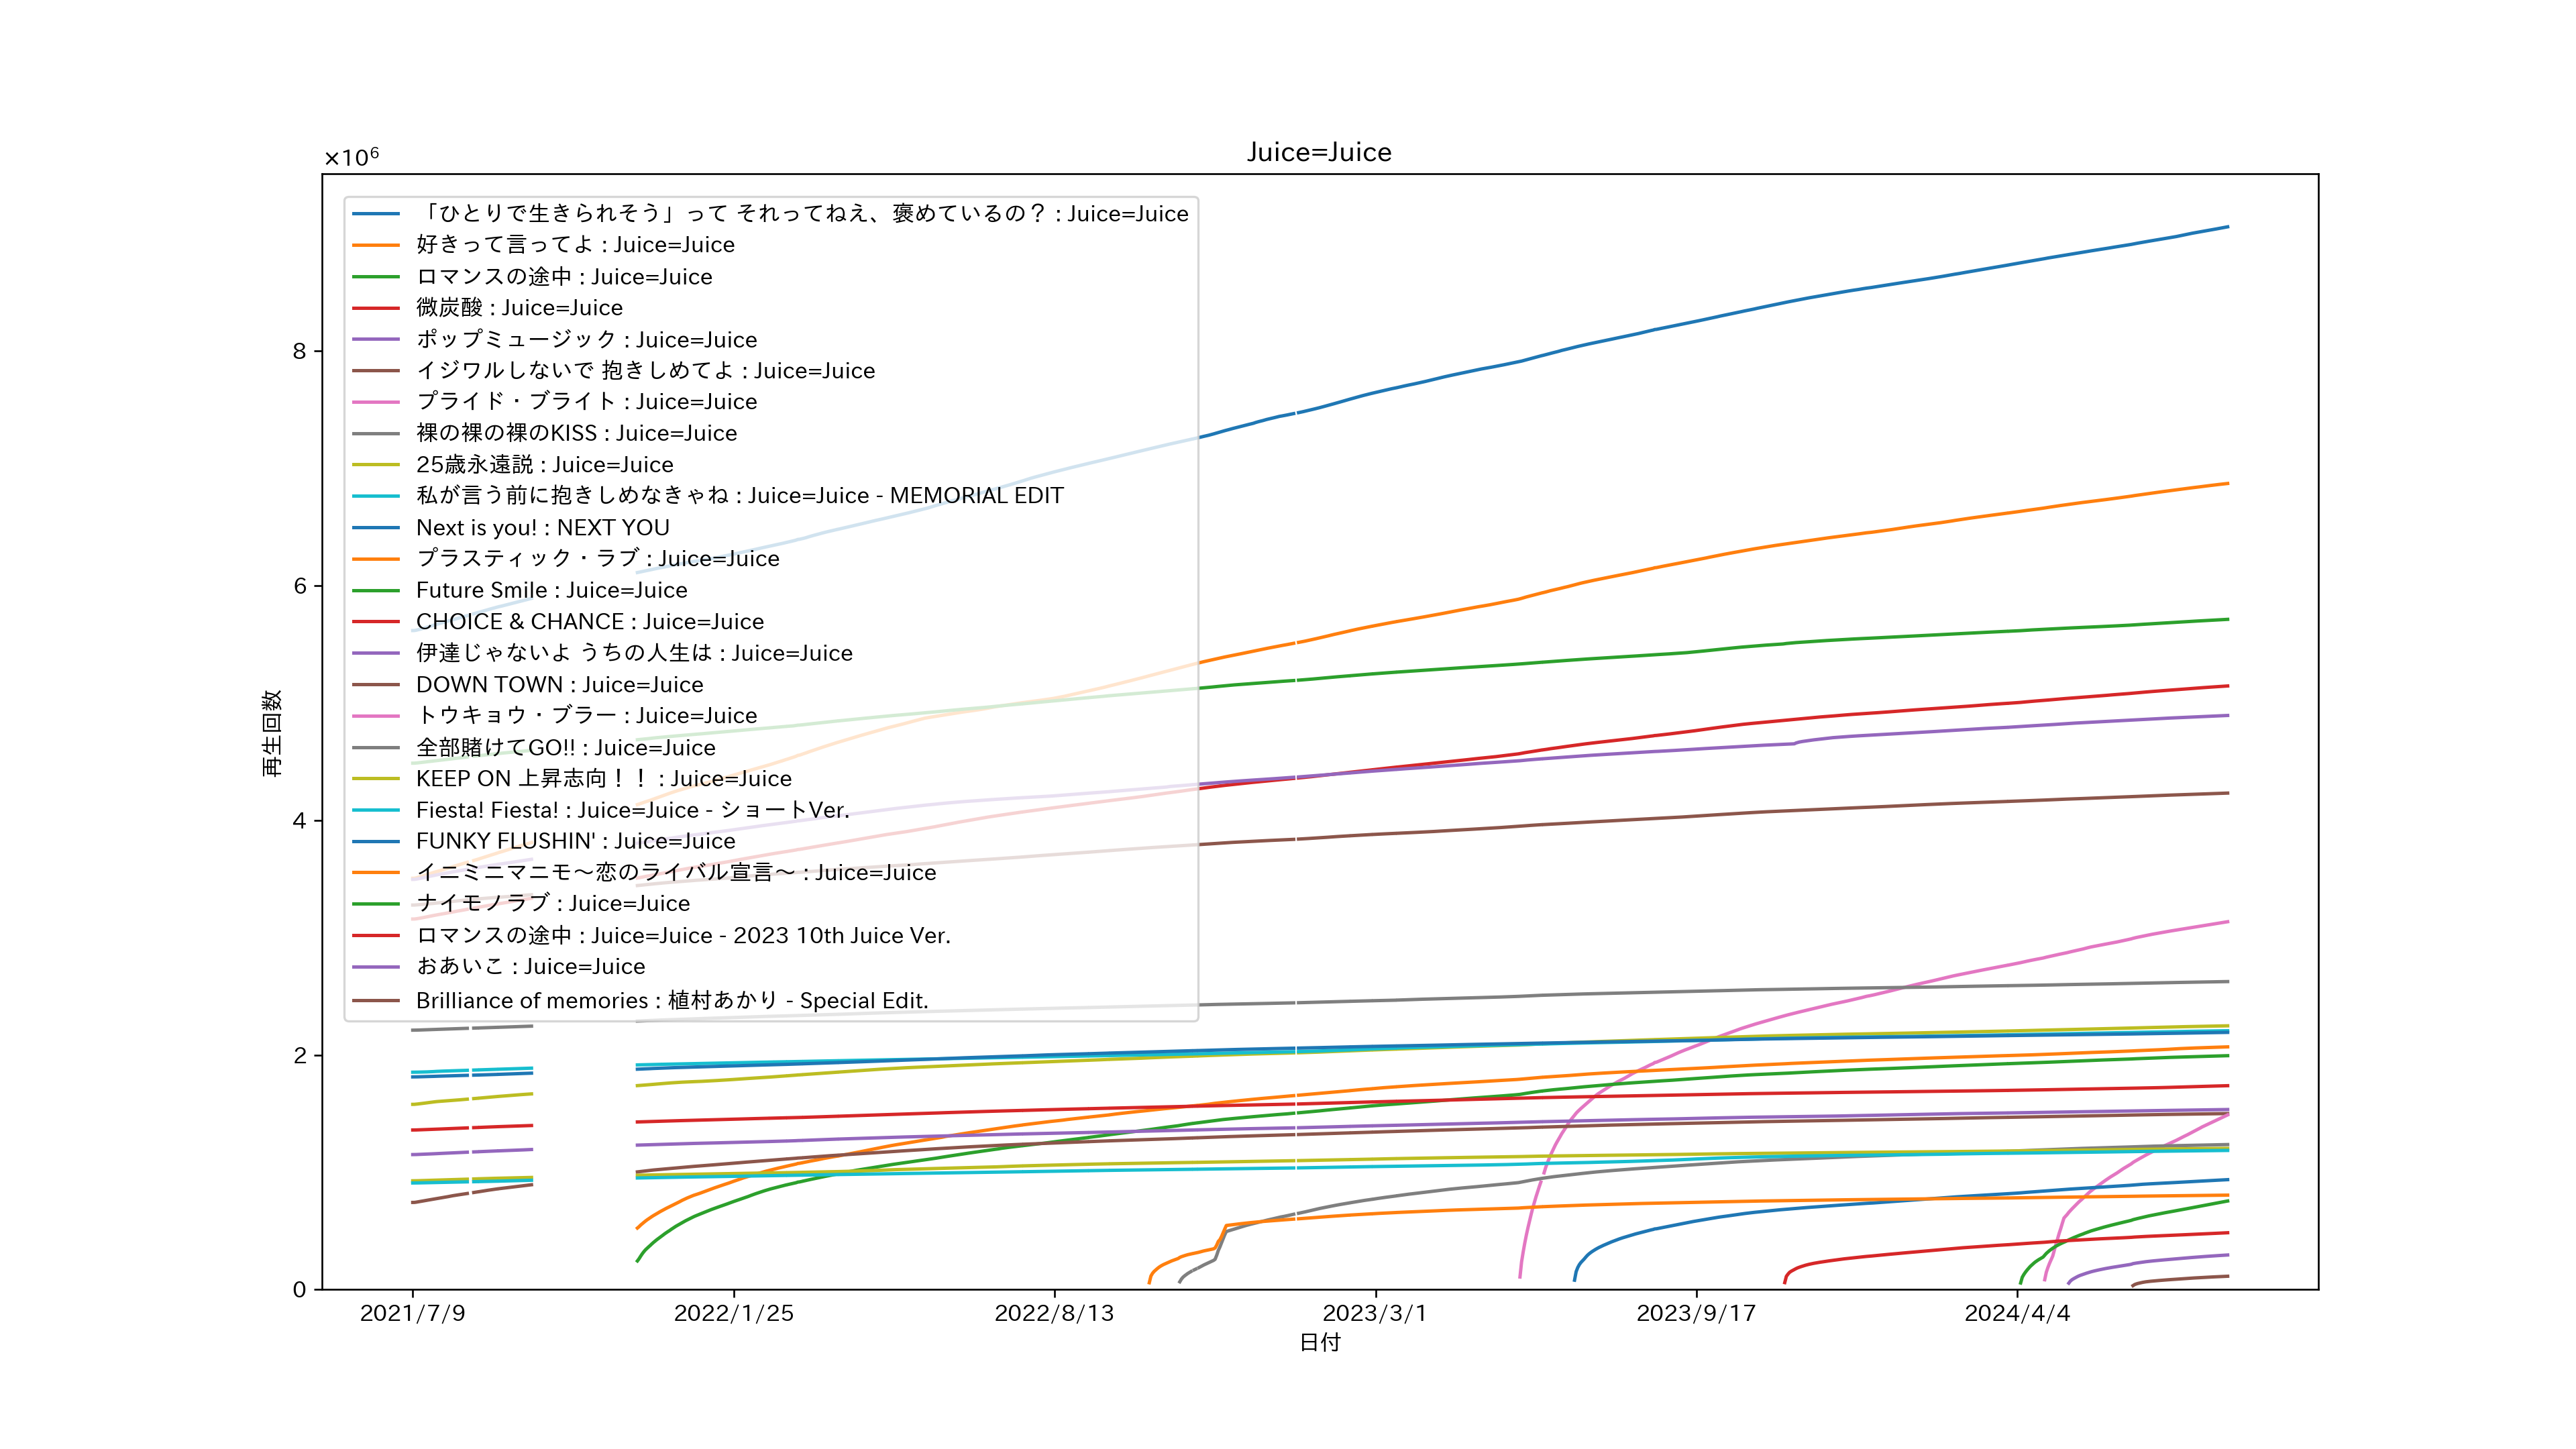 Juice=Juice
×10⁶
「ひとりで生きられそう」って それってねえ、褒めているの？ : Juice=Juice
好きって言ってよ : Juice=Juice
ロマンスの途中 : Juice=Juice
微炭酸 : Juice=Juice
ポップミュージック : Juice=Juice
イジワルしないで 抱きしめてよ : Juice=Juice
プライド・ブライト : Juice=Juice
裸の裸の裸のKISS : Juice=Juice
25歳永遠説 : Juice=Juice
私が言う前に抱きしめなきゃね : Juice=Juice - MEMORIAL EDIT
Next is you! : NEXT YOU
プラスティック・ラブ : Juice=Juice
Future Smile : Juice=Juice
CHOICE & CHANCE : Juice=Juice
伊達じゃないよ うちの人生は : Juice=Juice
DOWN TOWN : Juice=Juice
トウキョウ・ブラー : Juice=Juice
全部賭けてGO!! : Juice=Juice
KEEP ON 上昇志向！！ : Juice=Juice
Fiesta! Fiesta! : Juice=Juice - ショートVer.
FUNKY FLUSHIN' : Juice=Juice
イニミニマニモ～恋のライバル宣言～ : Juice=Juice
ナイモノラブ : Juice=Juice
ロマンスの途中 : Juice=Juice - 2023 10th Juice Ver.
おあいこ : Juice=Juice
Brilliance of memories : 植村あかり - Special Edit.
8
6
4
2
0
再生回数
2021/7/9
2022/1/25
2022/8/13
2023/3/1
2023/9/17
2024/4/4
日付